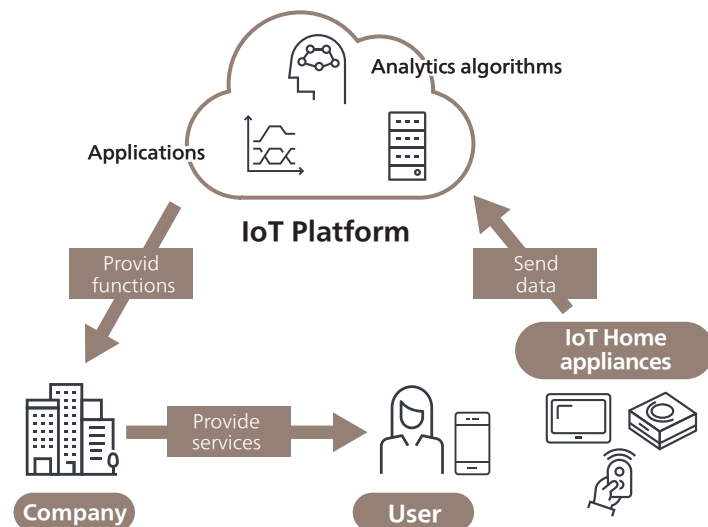 Analytics algorithms
Applications
IoT Platform
Provid
functions
Send
data
IoT Home
appliances
Provide
services
Company
User